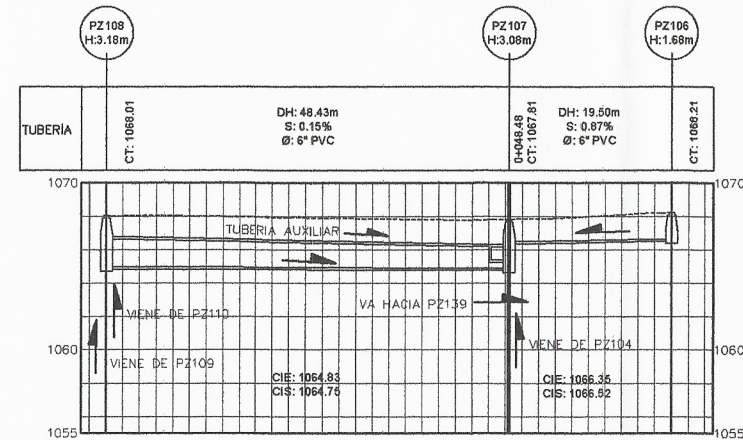 PZ108
H:3.18m
PZ107
H:3.08m
PZ106
H:1.68m
TUBERÍA
CT: 1068.01
DH: 48.43m
S: 0.15%
Ø: 6" PVC
0+048.48
CT: 1067.81
DH: 19.50m
S: 0.87%
Ø: 6" PVC
CT: 1068.21
1070
1070
TUBERIA AUXILIAR
VIENE DE PZ110
VA HACIA PZ139
VIENE DE PZ104
1060
1060
VIENE DE PZ109
CIE: 1064.83
CIS: 1064.75
CIE: 1066.35
CIS: 1066.52
1055
1055